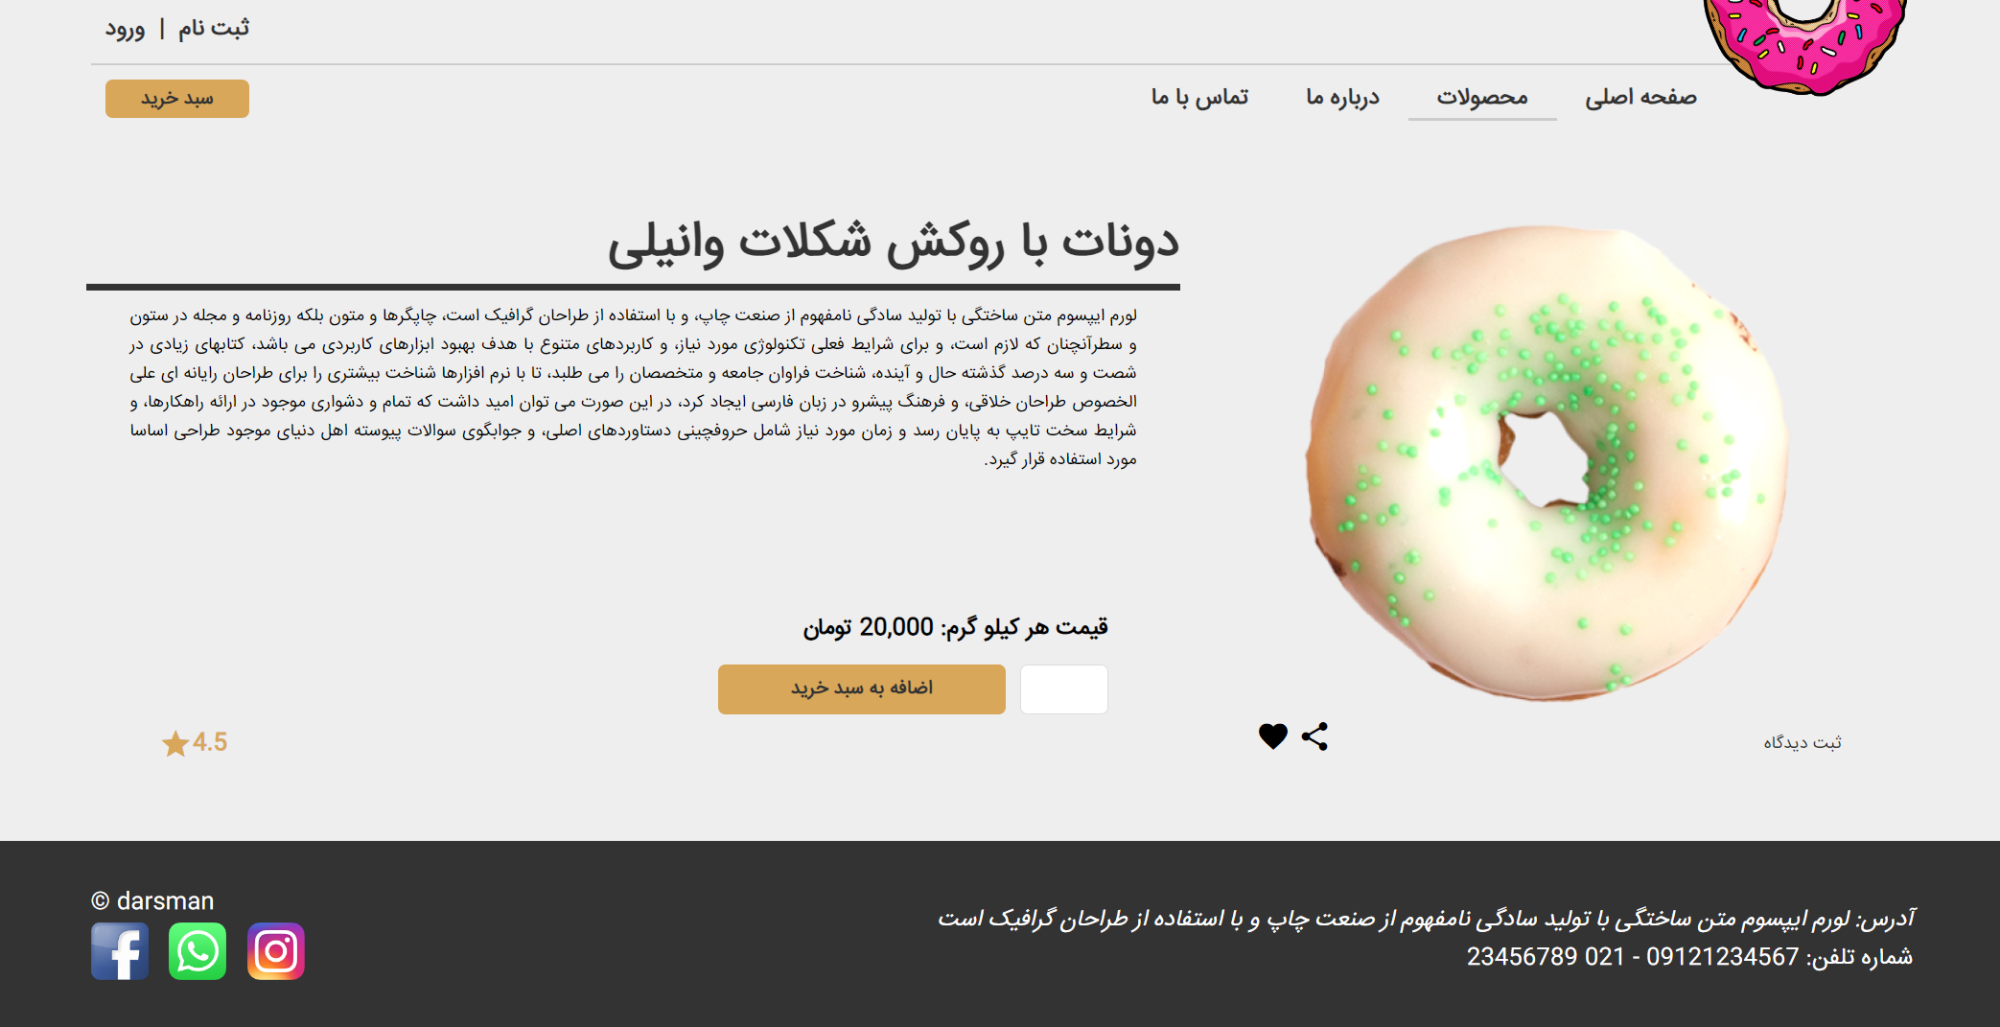 ثبت نام | ورود
صفحه اصلی محصولات درباره ما تماس با ما
سبد خرید
دونات با روکش شکلات وانیلی
لورم ایپسوم متن ساختگی با تولید سادگی نامفهوم از صنعت چاپ، و با استفاده از طراحان گرافیک است، چاپگرها و متون بلکه روزنامه و مجله در ستون
و سطرآنچنان که لازم است، و برای شرایط فعلی تکنولوژی مورد نیاز، و کاربردهای متنوع با هدف بهبود ابزارهای کاربردی می باشد، کتابهای زیادی در
شصت و سه درصد گذشته حال و آینده، شناخت فراوان جامعه و متخصصان را می طلبد، تا با نرم افزارها شناخت بیشتری را برای طراحان رایانه ای علی
الخصوص طراحان خلاقی، و فرهنگ پیشرو در زبان فارسی ایجاد کرد، در این صورت می توان امید داشت که تمام و دشواری موجود در ارائه راهکارها، و
شرایط سخت تایپ به پایان رسد و زمان مورد نیاز شامل حروفچینی دستاوردهای اصلی، و جوابگوی سوالات پیوسته اهل دنیای موجود طراحی اساسا
مورد استفاده قرار گیرد.
قیمت هر کیلو گرم: 20,000 تومان
اضافه به سبد خرید
ثبت دیدگاه
4.5
آدرس: لورم ایپسوم متن ساختگی با تولید سادگی نامفهوم از صنعت چاپ و با استفاده از طراحان گرافیک است
شماره تلفن: 09121234567 - 021 23456789
© darsman